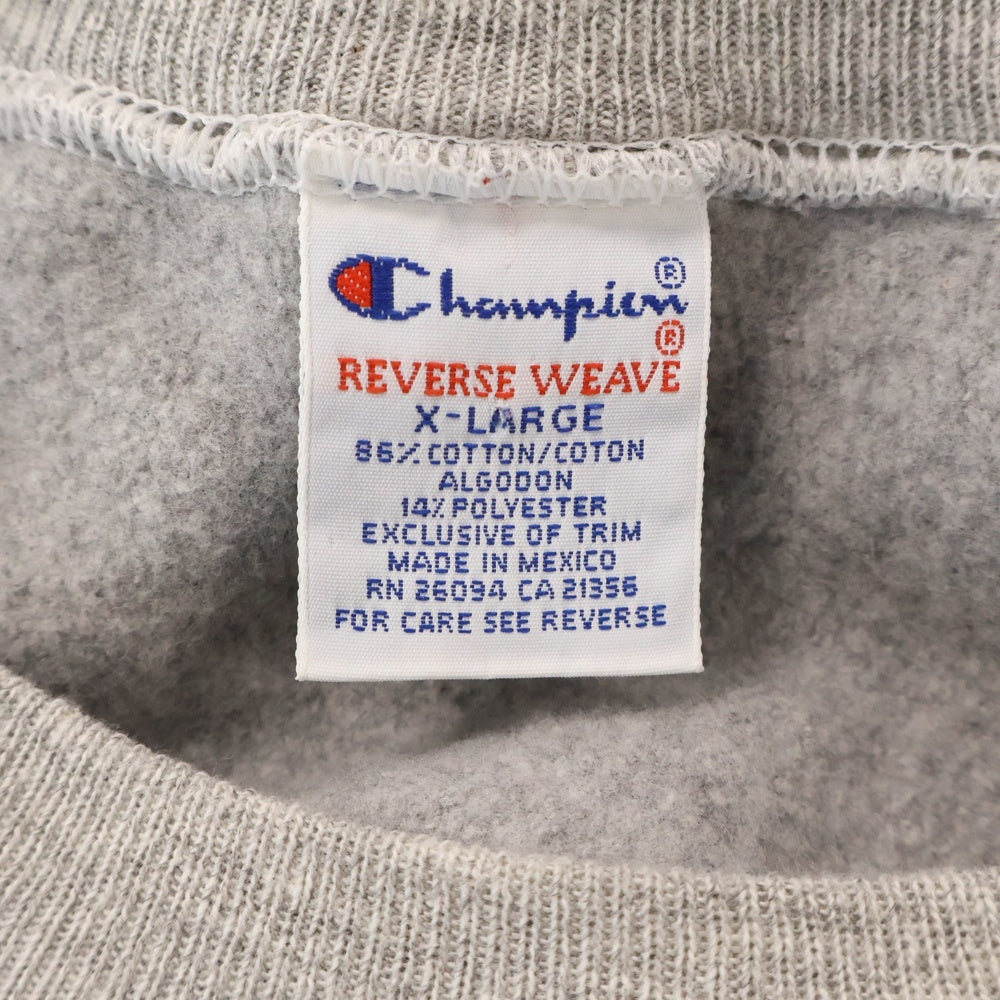 Champion®
REVERSE WEAVE®
X-LARGE
86% COTTON/COTON
ALGODON
14% POLYESTER
EXCLUSIVE OF TRIM
MADE IN MEXICO
RN 26094 CA 21356
FOR CARE SEE REVERSE